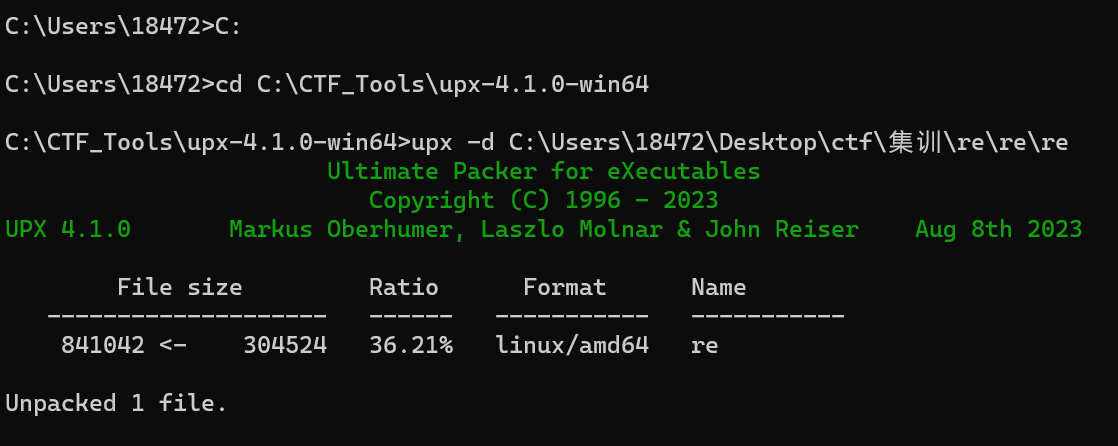 C:\Users\18472>C:
C:\Users\18472>cd C:\CTF_Tools\upx-4.1.0-win64
C:\CTF_Tools\upx-4.1.0-win64>upx -d C:\Users\18472\Desktop\ctf\集训\re\re\re
Ultimate Packer for eXecutables
Copyright (C) 1996 - 2023
UPX 4.1.0       Markus Oberhumer, Laszlo Molnar & John Reiser    Aug 8th 2023
File size         Ratio      Format      Name
--------------------   ------   -----------   -----------
841042 <-    304524   36.21%   linux/amd64   re
Unpacked 1 file.